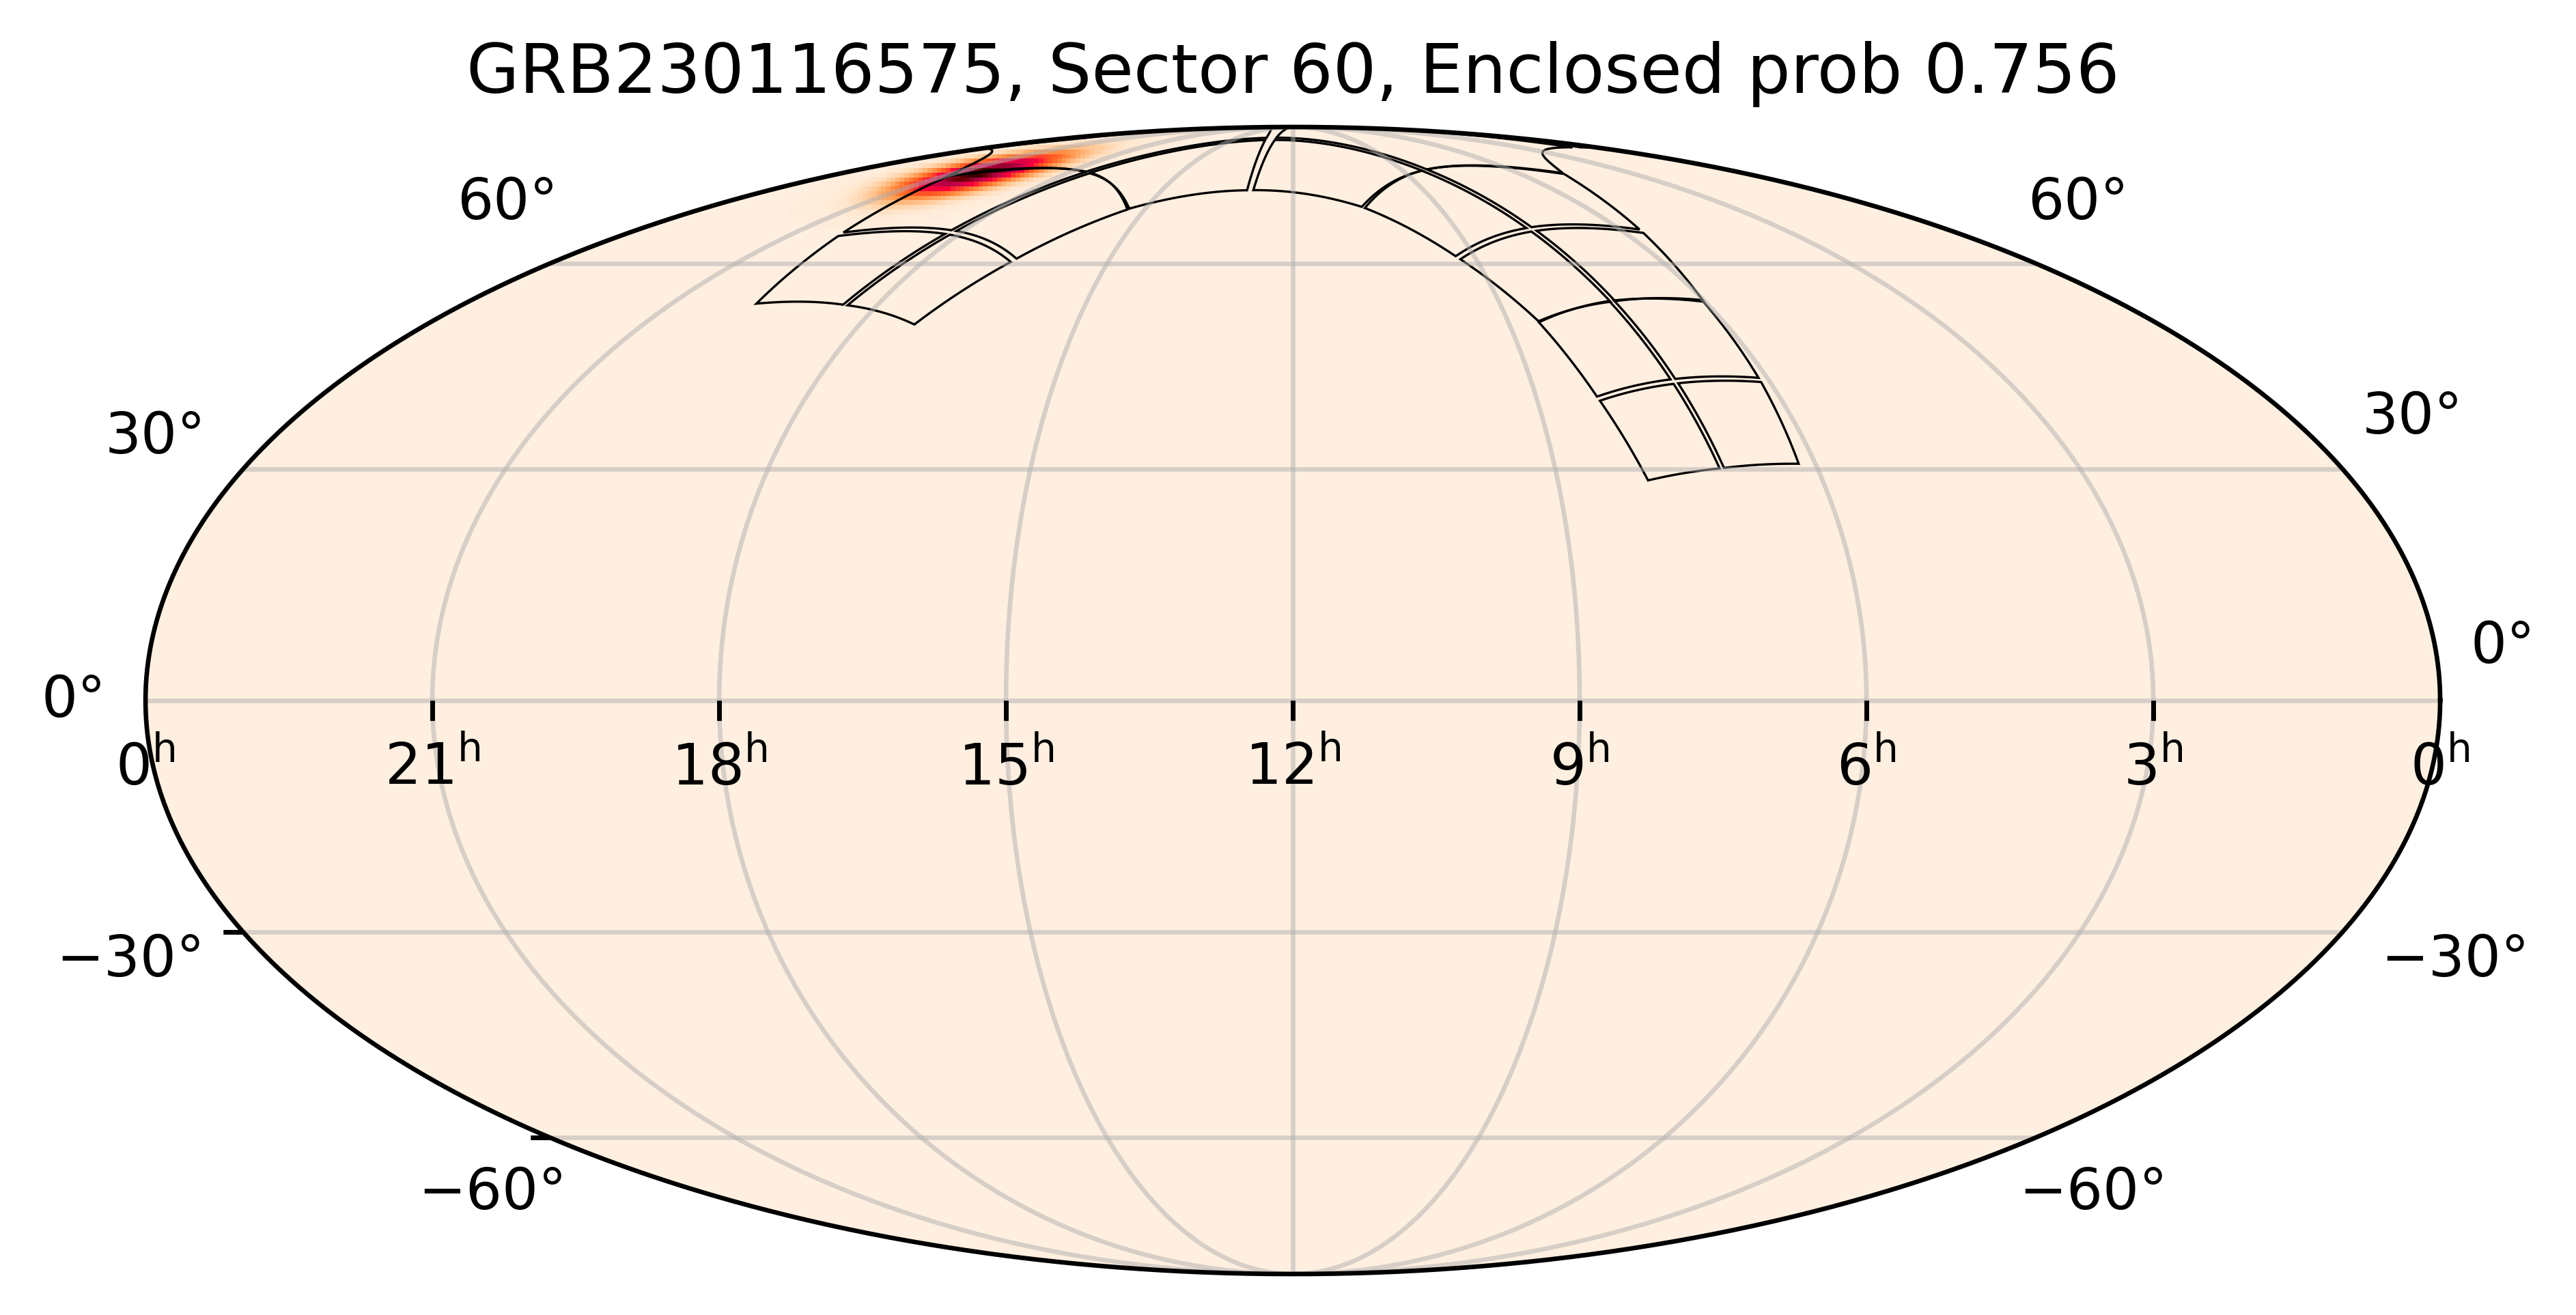 GRB230116575, Sector 60, Enclosed prob 0.756
60° 60°
30° 30°
0° 0°
0h 21h 18h 15h 12h 9h 6h 3h 0h
−30° −30°
−60° −60°